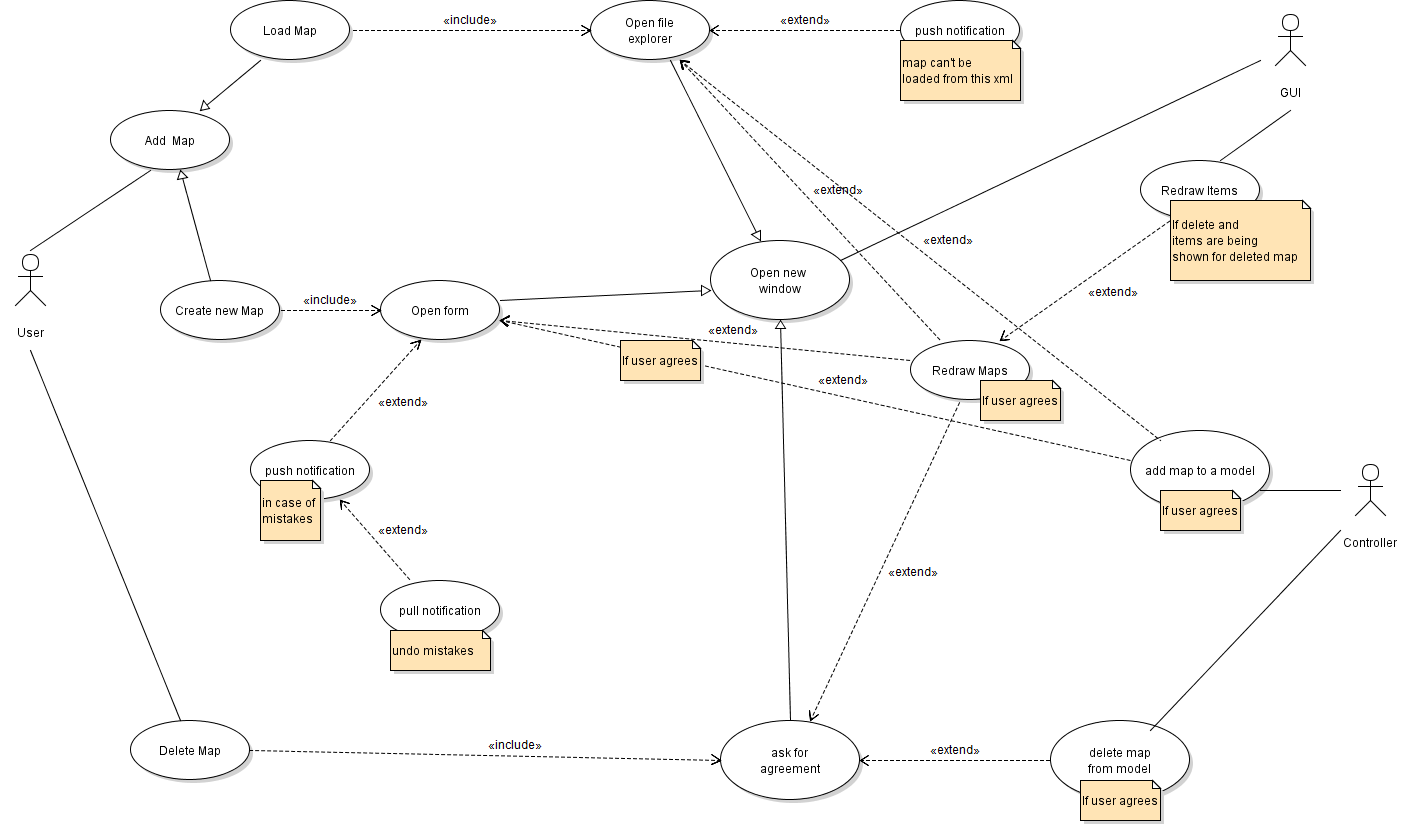 Load Map
«include»
Open file
explorer
«extend»
push notification
map can't be
loaded from this xml
GUI
Add  Map
«extend»
Redraw Items
If delete and
items are being
shown for deleted map
«extend»
Open new
window
«extend»
User
Create new Map
«include»
Open form
«extend»
If user agrees
Redraw Maps
If user agrees
«extend»
«extend»
push notification
in case of
mistakes
add map to a model
If user agrees
Controller
«extend»
pull notification
undo mistakes
«extend»
Delete Map
«include»
ask for
agreement
«extend»
delete map
from model
If user agrees